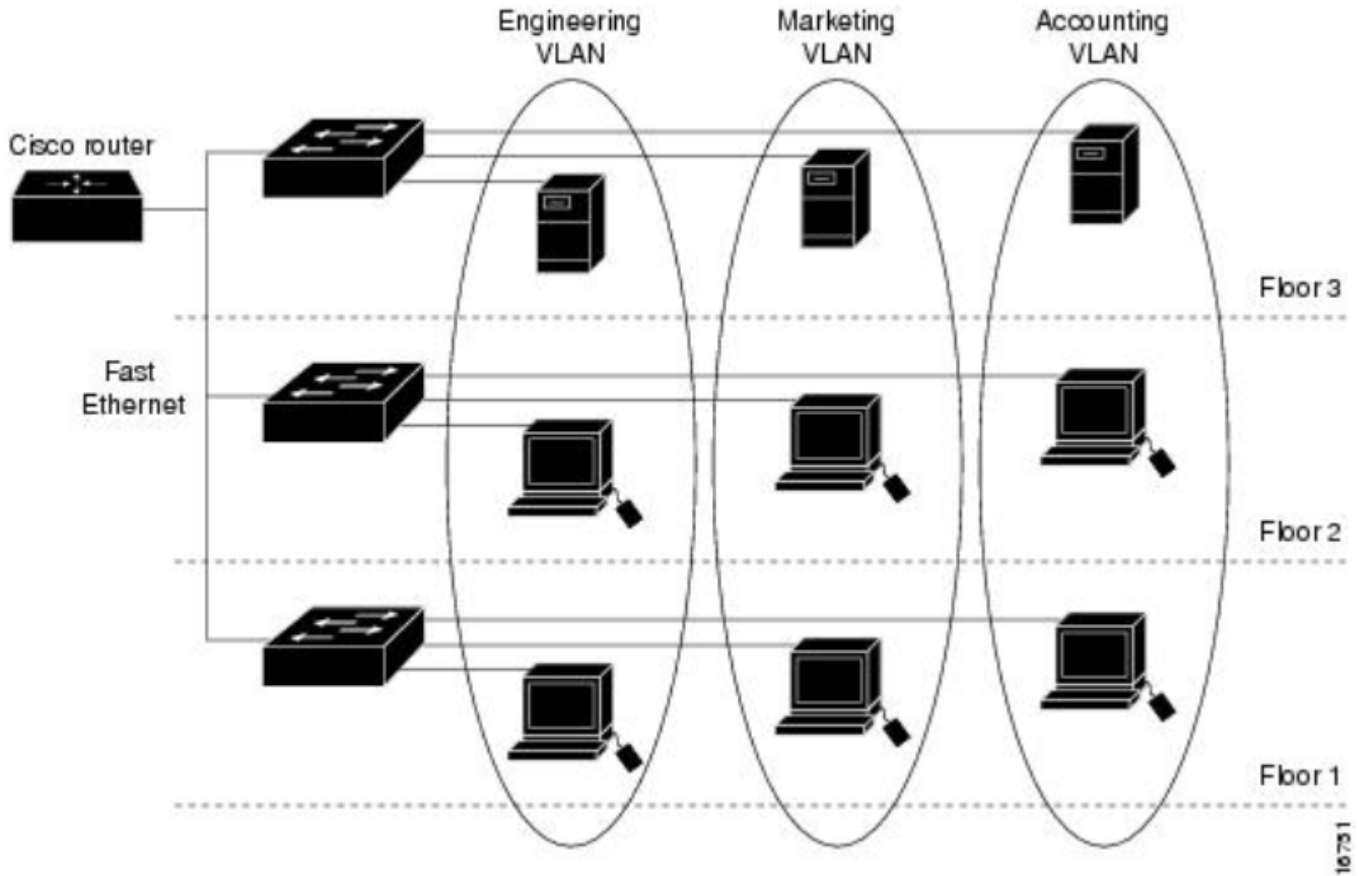 Engineering
VLAN
Marketing
VLAN
Accounting
VLAN
Cisco router
Floor 3
Fast
Ethernet
Floor 2
Floor 1
16751